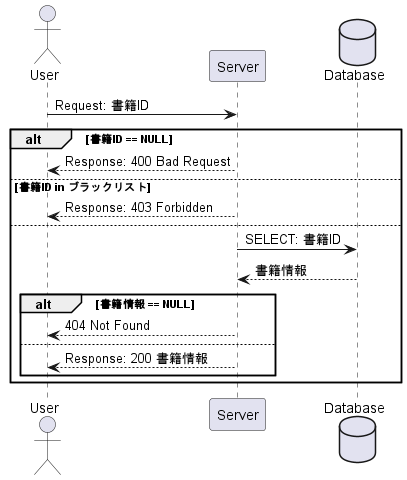 User
Server
Database
Request: 書籍ID
alt [書籍ID == NULL]
Response: 400 Bad Request
[書籍ID in ブラックリスト]
Response: 403 Forbidden
SELECT: 書籍ID
書籍情報
alt [書籍情報 == NULL]
404 Not Found
Response: 200 書籍情報
User
Server
Database